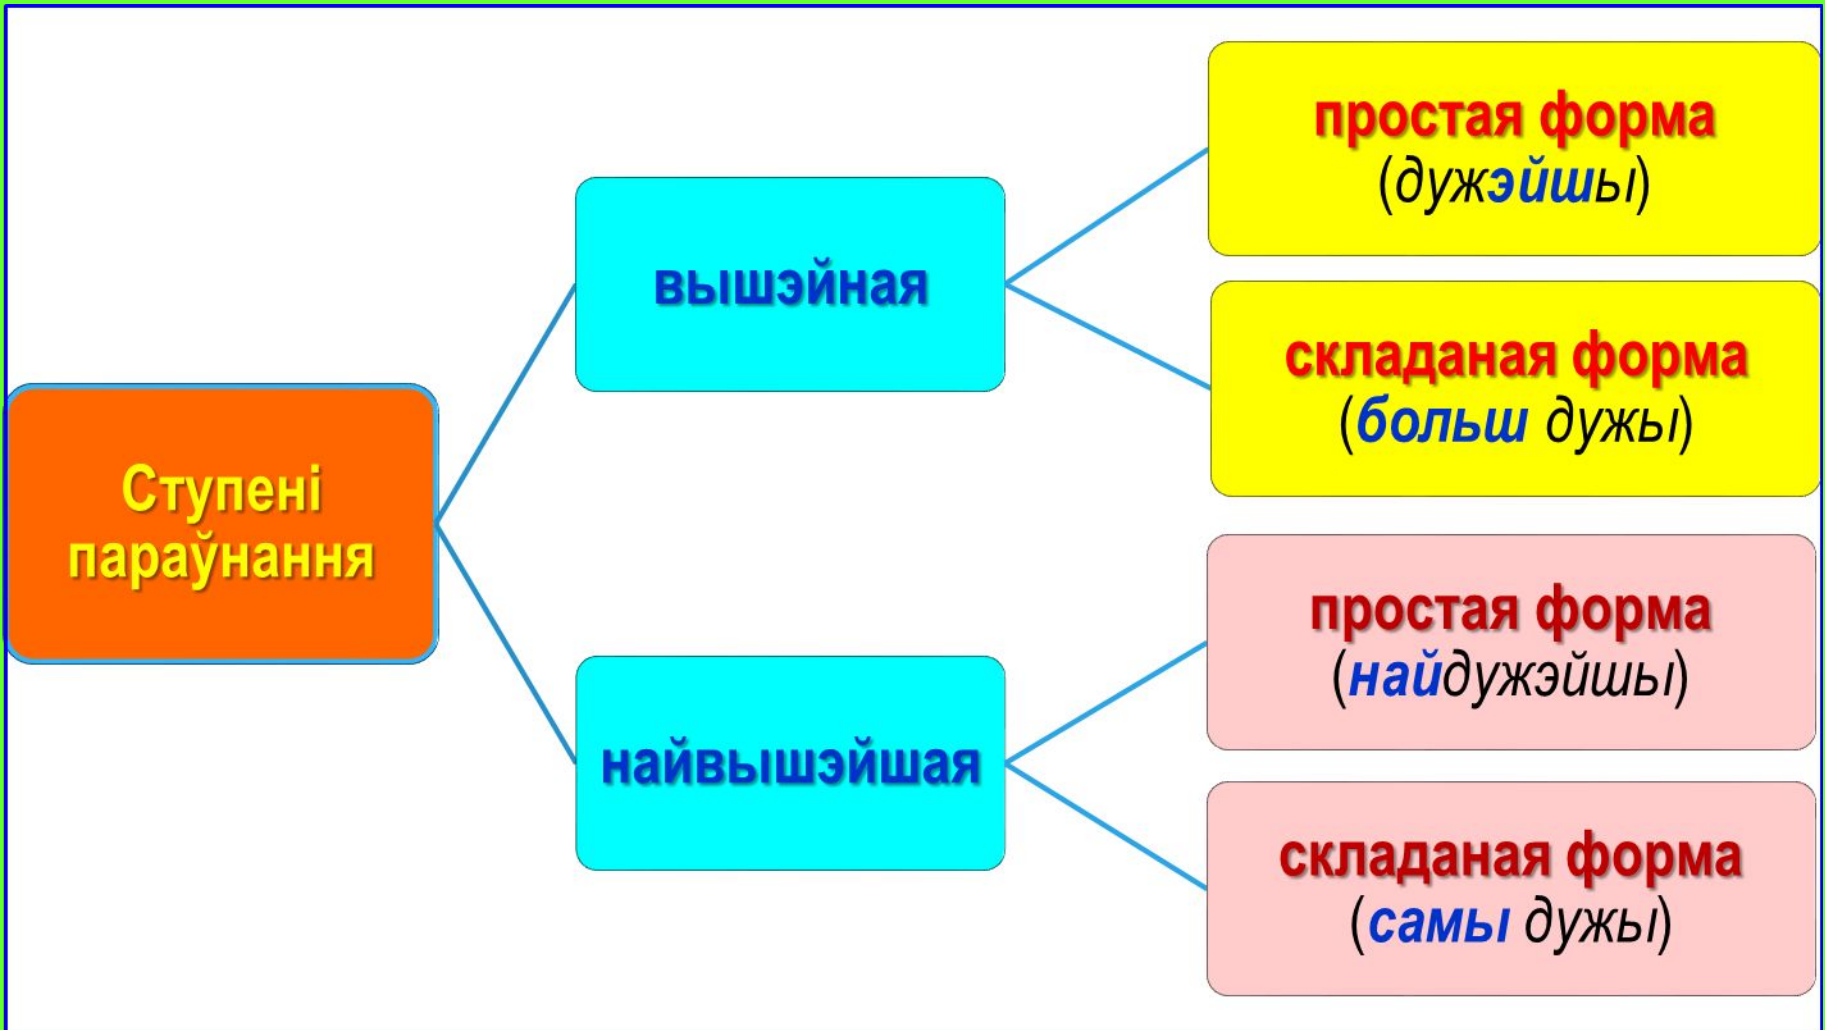 Ступені
параўнання
вышэйная
простая форма
(дужэйшы)
складаная форма
(больш дужы)
найвышэйшая
простая форма
(найдужэйшы)
складаная форма
(самы дужы)